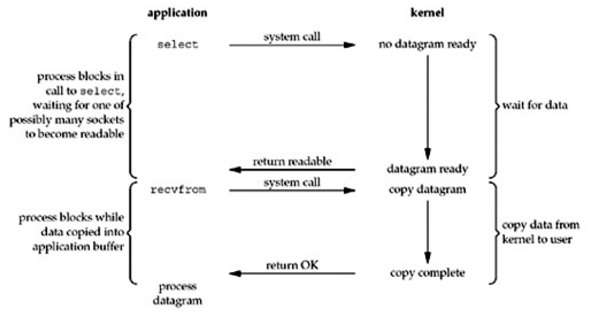 application
kernel
select
system call
no datagram ready
process blocks in
call to select,
waiting for one of
possibly many sockets
to become readable
wait for data
return readable
datagram ready
recvfrom
system call
copy datagram
process blocks while
data copied into
application buffer
copy data from
kernel to user
return OK
copy complete
process
datagram